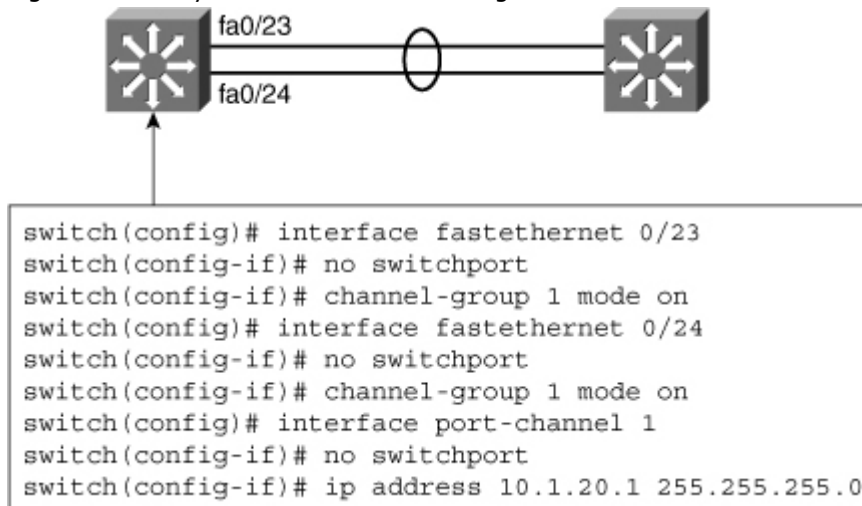 fa0/23
fa0/24
switch(config)# interface fastethernet 0/23
switch(config-if)# no switchport
switch(config-if)# channel-group 1 mode on
switch(config)# interface fastethernet 0/24
switch(config-if)# no switchport
switch(config-if)# channel-group 1 mode on
switch(config)# interface port-channel 1
switch(config-if)# no switchport
switch(config-if)# ip address 10.1.20.1 255.255.255.0